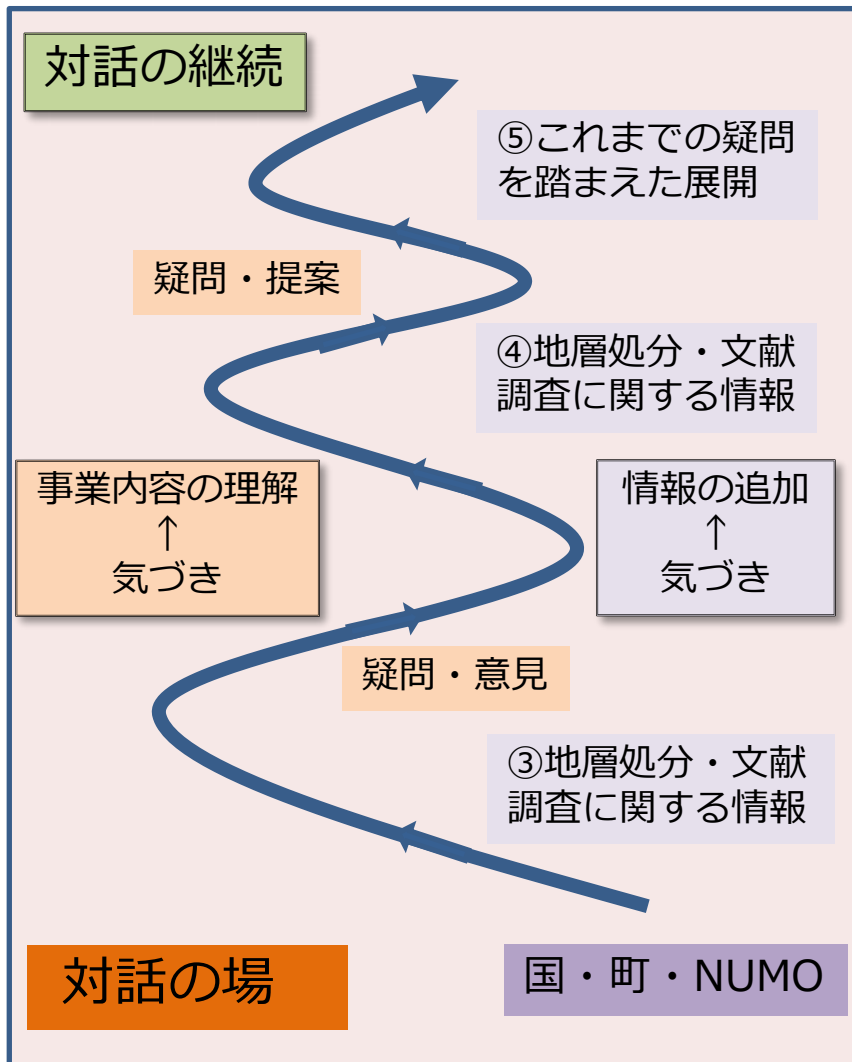 対話の継続
⑤これまでの疑問
を踏まえた展開
疑問・提案
④地層処分・文献
調査に関する情報
事業内容の理解
↑
気づき
情報の追加
↑
気づき
疑問・意見
③地層処分・文献
調査に関する情報
対話の場
国・町・NUMO